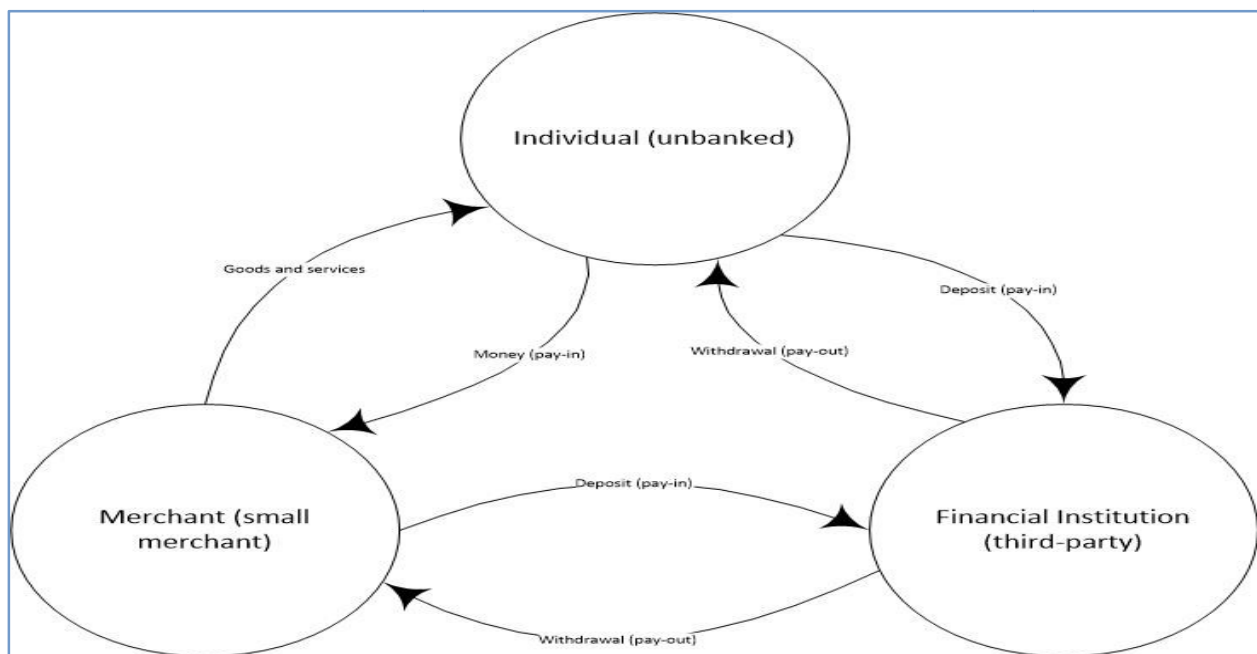 Individual (unbanked)
Goods and services
Deposit (pay-in)
Money (pay-in)
Withdrawal (pay-out)
Deposit (pay-in)
Merchant (small
merchant)
Financial Institution
(third-party)
Withdrawal (pay-out)